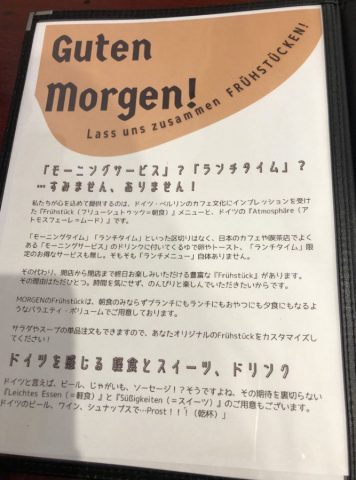 Guten
Morgen!
Lass uns zusammen FRÜHSTÜCKEN!
「モーニングサービス」?「ランチタイム」?
…すみません、ありません!
私たちが心を込めて提供するのは、ドイツ・ベルリンのカフェ文化にインプレッションを受け
た『Frühstück(フリューシュトゥック=朝食)』メニューと、ドイツの『Atmosphäre(ア
トモスフェーレ=ムード)』です。
「モーニングタイム」「ランチタイム」といった区切りはなく、日本のカフェや喫茶店でよく
ある「モーニングサービス」のドリンクに付いてくるゆで卵やトースト、「ランチタイム」限
定のお得なサービスも無し。そもそも「ランチメニュー」自体ありません。
その代わり、開店から閉店まで終日お楽しみいただける豊富な『Frühstück』があります。
その理由はただひとつ。時間を気にせず、のんびりと楽しんでいただきたいからです。
MORGENのFrühstückは、朝食のみならずブランチにもランチにもおやつにも夕食にもなるよ
うなバラエティ・ボリュームでご用意しております。
サラダやスープの単品注文もできますので、あなたオリジナルのFrühstückをカスタマイズし
てください!
ドイツを感じる 軽食とスイーツ、ドリンク
ドイツと言えば、ビール、じゃがいも、ソーセージ!?そうですよね、その期待を裏切らない
『Leichtes Essen(=軽食)』と『Süßigkeiten(=スイーツ)』のご用意もございます。
ドイツのビール、ワイン、シュナップスで…Prost!!!(乾杯)」